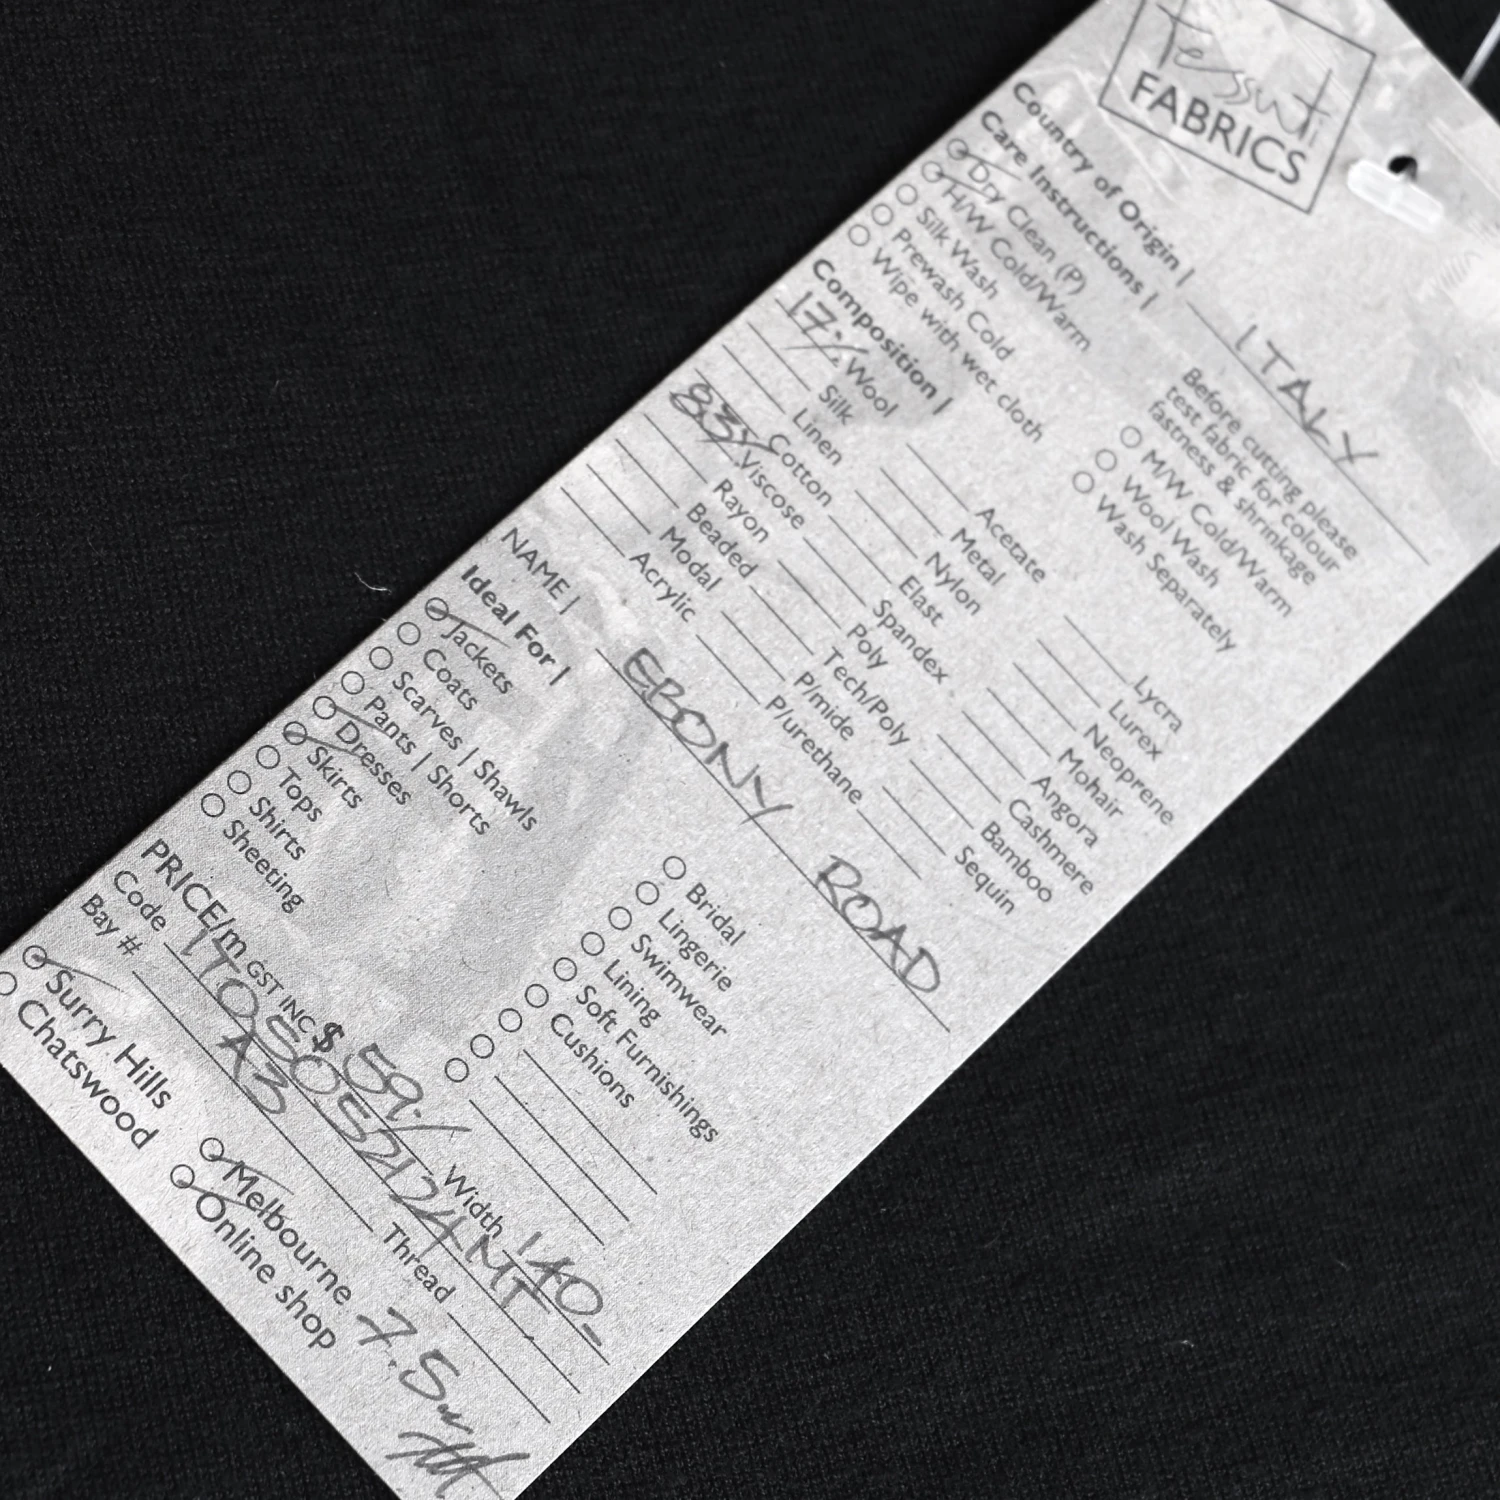 Tessuti
FABRICS
Country of Origin | ITALY
Care Instructions |
Dry Clean (P)
H/W Cold/Warm
Silk Wash
Prewash Cold
Wipe with wet cloth
Before cutting please
test fabric for colour
fastness & shrinkage
M/W Cold/Warm
Wool Wash
Wash Separately
Composition |
17% Wool
Silk
Linen
Cotton
83% Viscose
Rayon
Beaded
Modal
Acrylic
Acetate
Metal
Nylon
Elast
Spandex
Poly
Tech/Poly
P/mide
P/urethane
Lycra
Lurex
Neoprene
Mohair
Angora
Cashmere
Bamboo
Sequin
NAME | EBONY ROAD
Ideal For |
Jackets
Coats
Scarves | Shawls
Pants | Shorts
Dresses
Skirts
Tops
Shirts
Sheeting
Bridal
Lingerie
Swimwear
Lining
Soft Furnishings
Cushions
PRICE/m GST INC $ 59. Width 140
Code
Bay # A3 Thread
Surry Hills
Chatswood
Melbourne
Online shop
7.5m